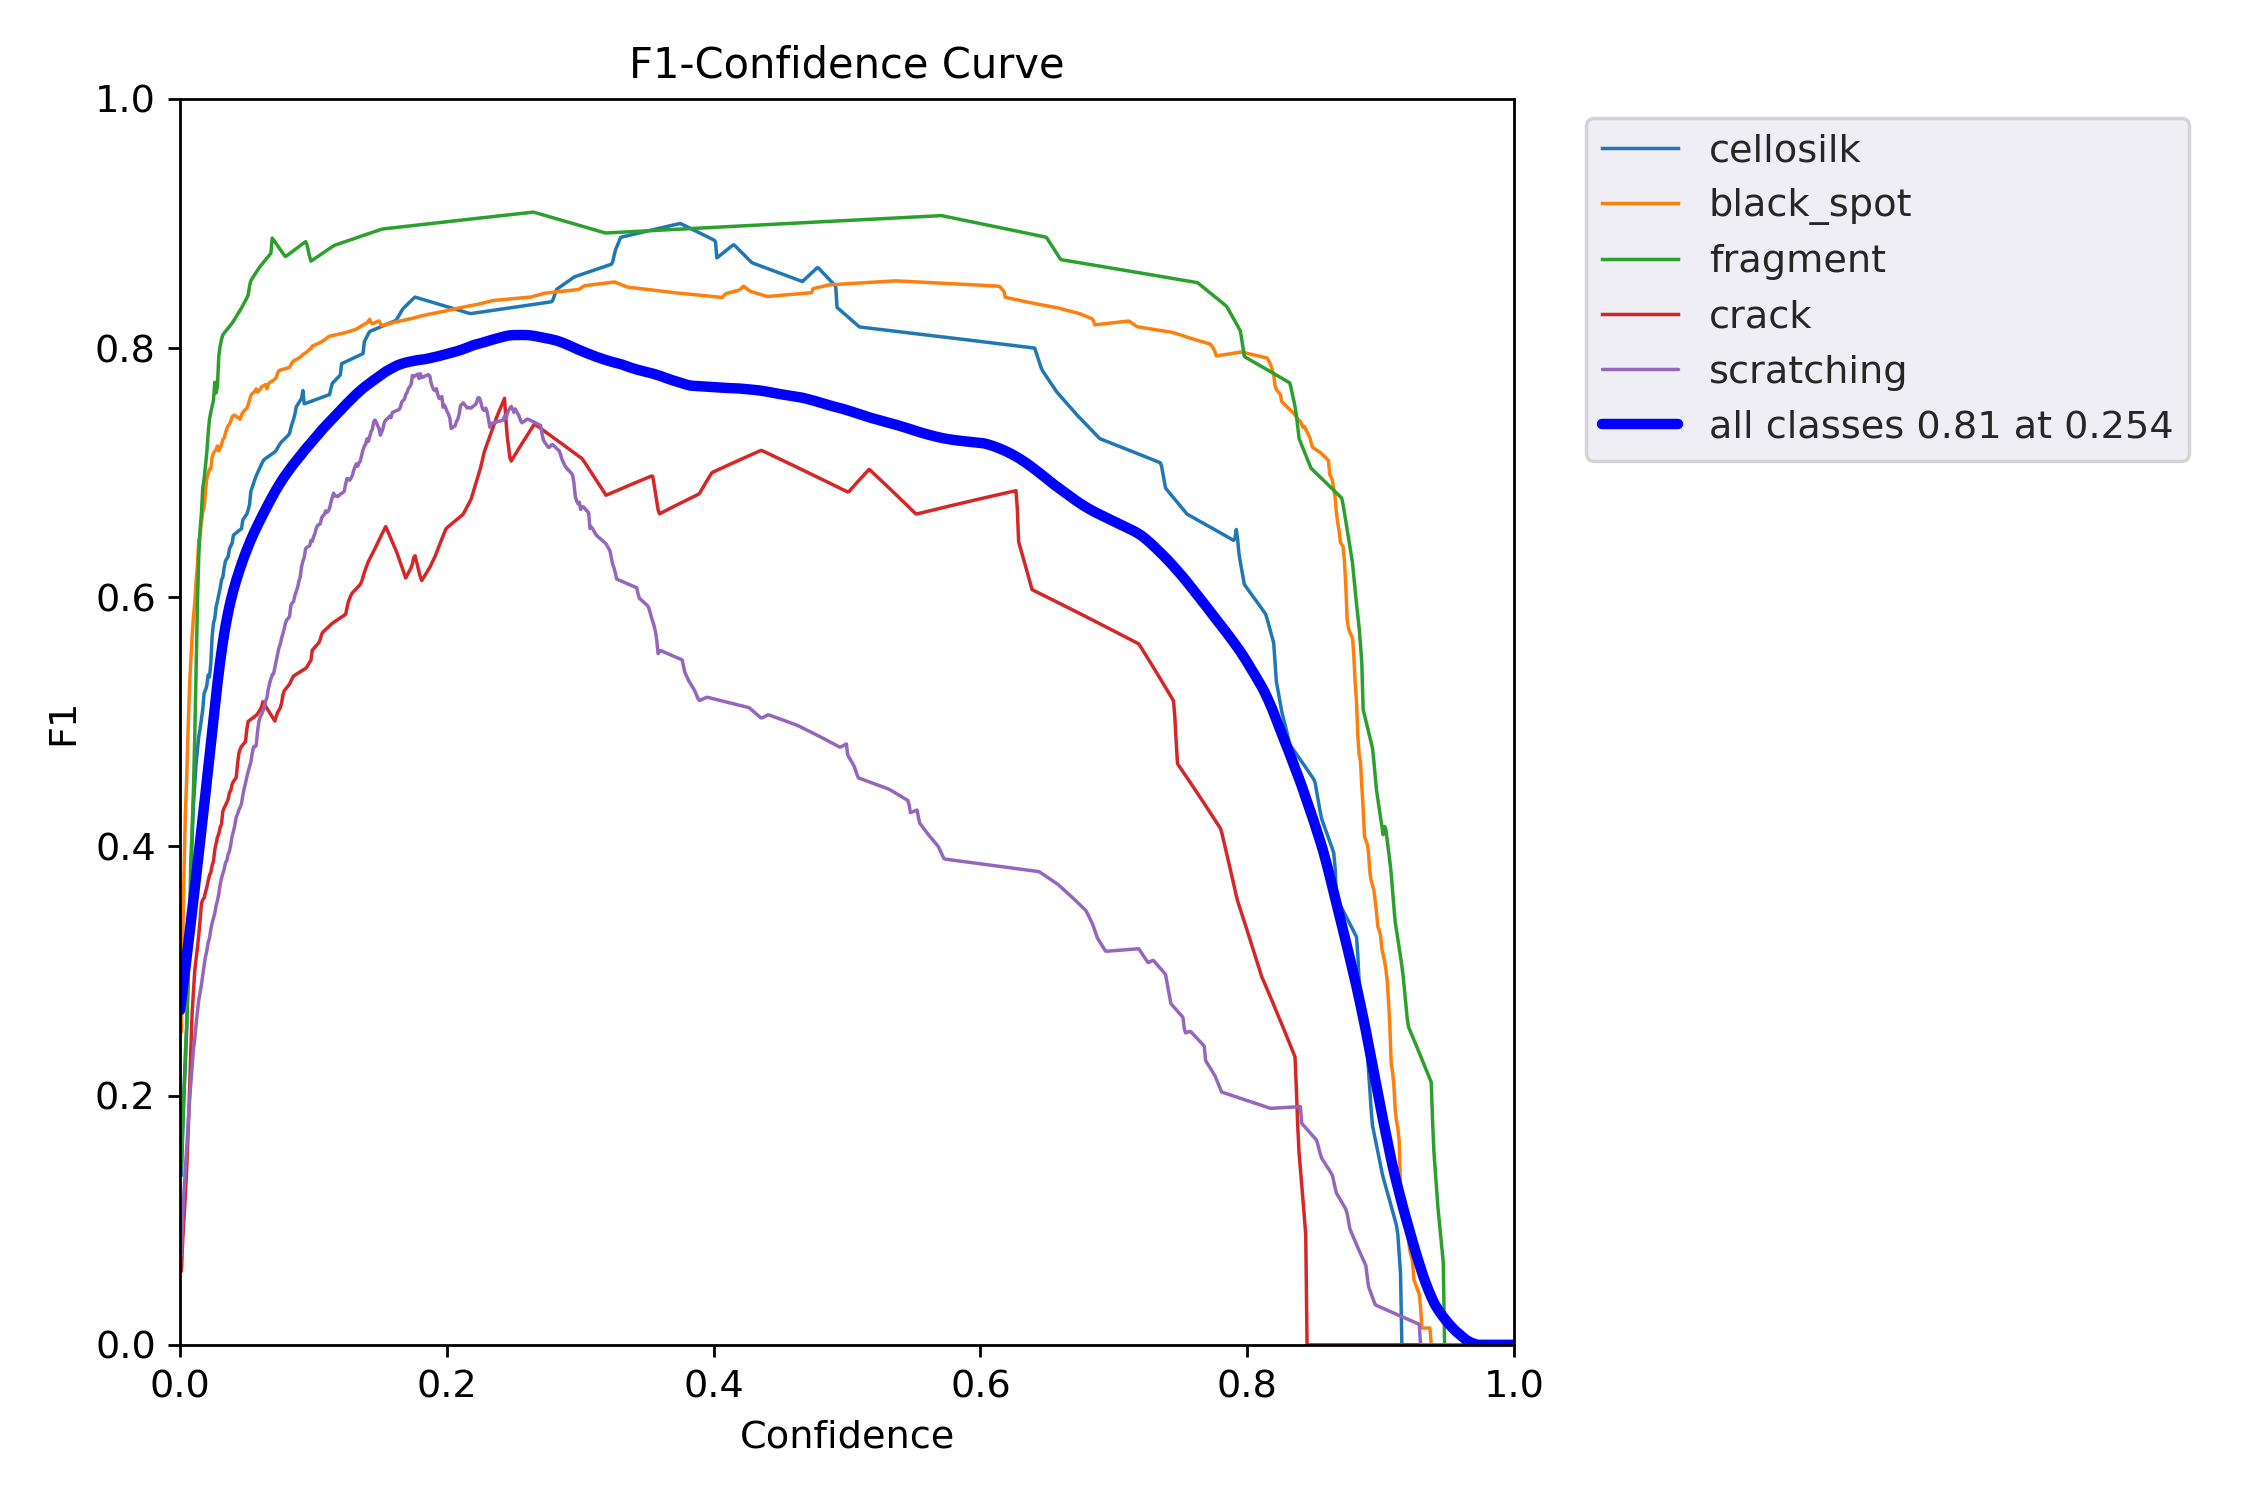 F1-Confidence Curve
1.0
0.8
0.6
0.4
0.2
0.0
F1
0.0 0.2 0.4 0.6 0.8 1.0
Confidence
cellosilk
black_spot
fragment
crack
scratching
all classes 0.81 at 0.254